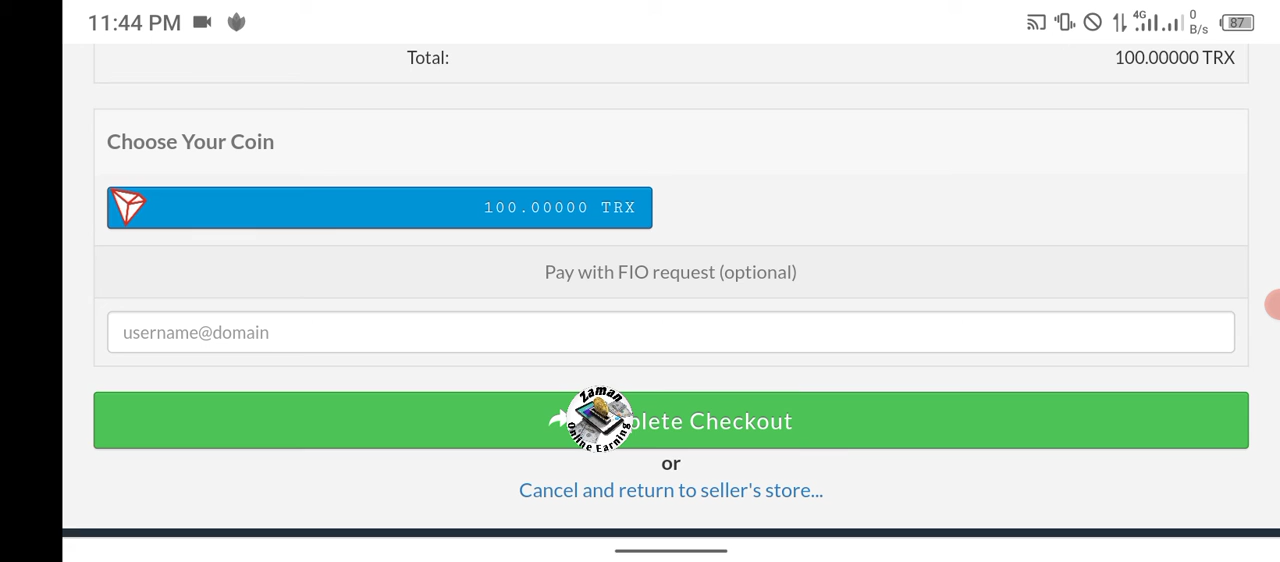 11:44 PM
4G
0
B/s
87
Total:
100.00000 TRX
Choose Your Coin
100.00000 TRX
Pay with FIO request (optional)
username@domain
Zaman
Online Earning
plete Checkout
or
Cancel and return to seller's store...